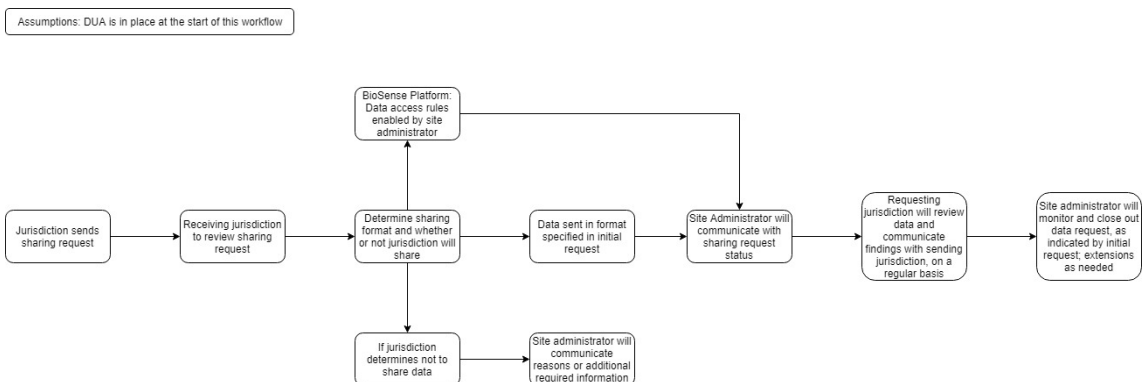 Assumptions: DUA is in place at the start of this workflow
BioSense Platform:
Data access rules
enabled by site
administrator
Jurisdiction sends
sharing request
Receiving jurisdiction
to review sharing
request
Determine sharing
format and whether
or not jurisdiction will
share
Data sent in format
specified in initial
request
Site Administrator will
communicate with
sharing request
status
Requesting
jurisdiction will review
data and
communicate
findings with sending
jurisdiction, on a
regular basis
Site administrator will
monitor and close out
data request, as
indicated by initial
request; extensions
as needed
If jurisdiction
determines not to
share data
Site administrator will
communicate
reasons or additional
required information